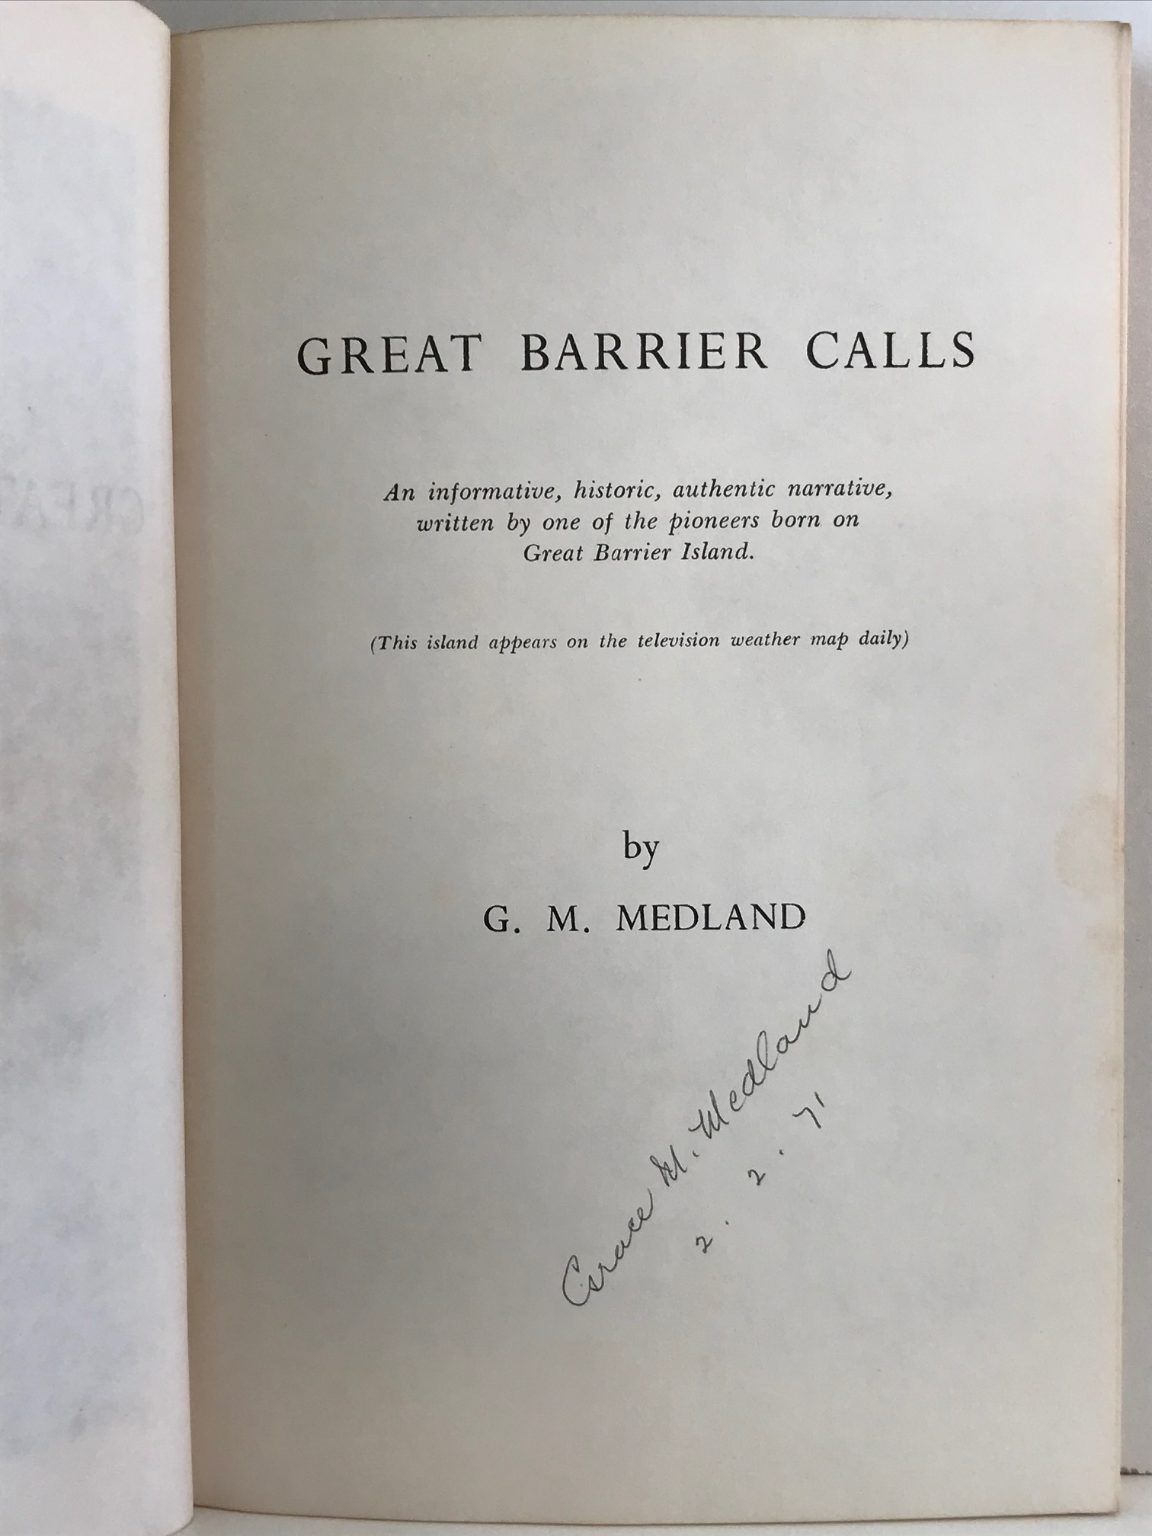 GREAT BARRIER CALLS
An informative, historic, authentic narrative,
written by one of the pioneers born on
Great Barrier Island.
(This island appears on the television weather map daily)
by
G. M. MEDLAND
Grace M. Medland
2. 2. 71